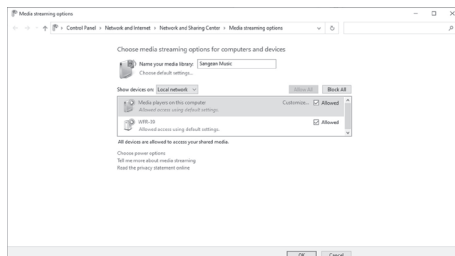 Media streaming options
Control Panel › Network and Internet › Network and Sharing Center › Media streaming options
Choose media streaming options for computers and devices
Name your media library: Sangean Music
Choose default settings...
Show devices on: Local network
Allow All Block All
Media players on this computer Customize... Allowed
Allowed access using default settings.
WFR-39 Allowed
Allowed access using default settings.
All devices are allowed to access your shared media.
Choose power options
Tell me more about media streaming
Read the privacy statement online
OK Cancel